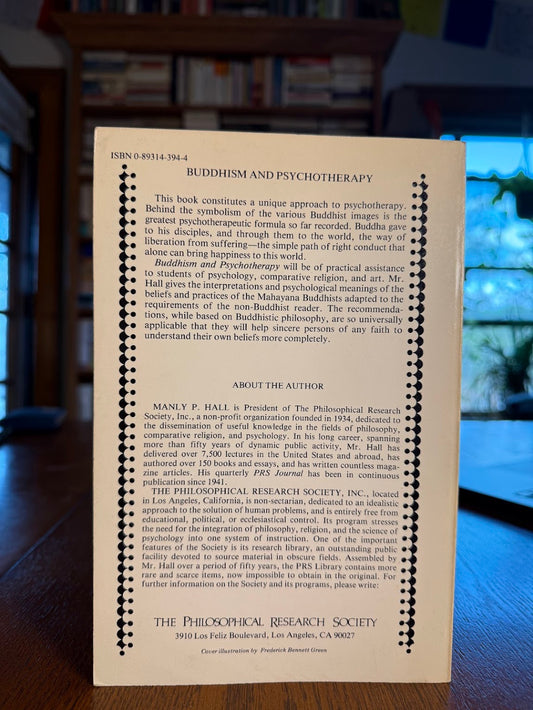 ISBN 0-89314-394-4
BUDDHISM AND PSYCHOTHERAPY
This book constitutes a unique approach to psychotherapy.
Behind the symbolism of the various Buddhist images is the
greatest psychotherapeutic formula so far recorded. Buddha gave
to his disciples, and through them to the world, the way of
liberation from suffering—the simple path of right conduct that
alone can bring happiness to this world.
Buddhism and Psychotherapy will be of practical assistance
to students of psychology, comparative religion, and art. Mr.
Hall gives the interpretations and psychological meanings of the
beliefs and practices of the Mahayana Buddhists adapted to the
requirements of the non-Buddhist reader. The recommenda-
tions, while based on Buddhistic philosophy, are so universally
applicable that they will help sincere persons of any faith to
understand their own beliefs more completely.
ABOUT THE AUTHOR
MANLY P. HALL is President of The Philosophical Research
Society, Inc., a non-profit organization founded in 1934, dedicated to
the dissemination of useful knowledge in the fields of philosophy,
comparative religion, and psychology. In his long career, spanning
more than fifty years of dynamic public activity, Mr. Hall has
delivered over 7,500 lectures in the United States and abroad, has
authored over 150 books and essays, and has written countless maga-
zine articles. His quarterly PRS Journal has been in continuous
publication since 1941.
THE PHILOSOPHICAL RESEARCH SOCIETY, INC., located
in Los Angeles, California, is non-sectarian, dedicated to an idealistic
approach to the solution of human problems, and is entirely free from
educational, political, or ecclesiastical control. Its program stresses
the need for the integration of philosophy, religion, and the science of
psychology into one system of instruction. One of the important
features of the Society is its research library, an outstanding public
facility devoted to source material in obscure fields. Assembled by
Mr. Hall over a period of fifty years, the PRS Library contains more
rare and scarce items, now impossible to obtain in the original. For
further information on the Society and its programs, please write:
THE PHILOSOPHICAL RESEARCH SOCIETY
3910 Los Feliz Boulevard, Los Angeles, CA 90027
Cover illustration by Frederick Bennett Green